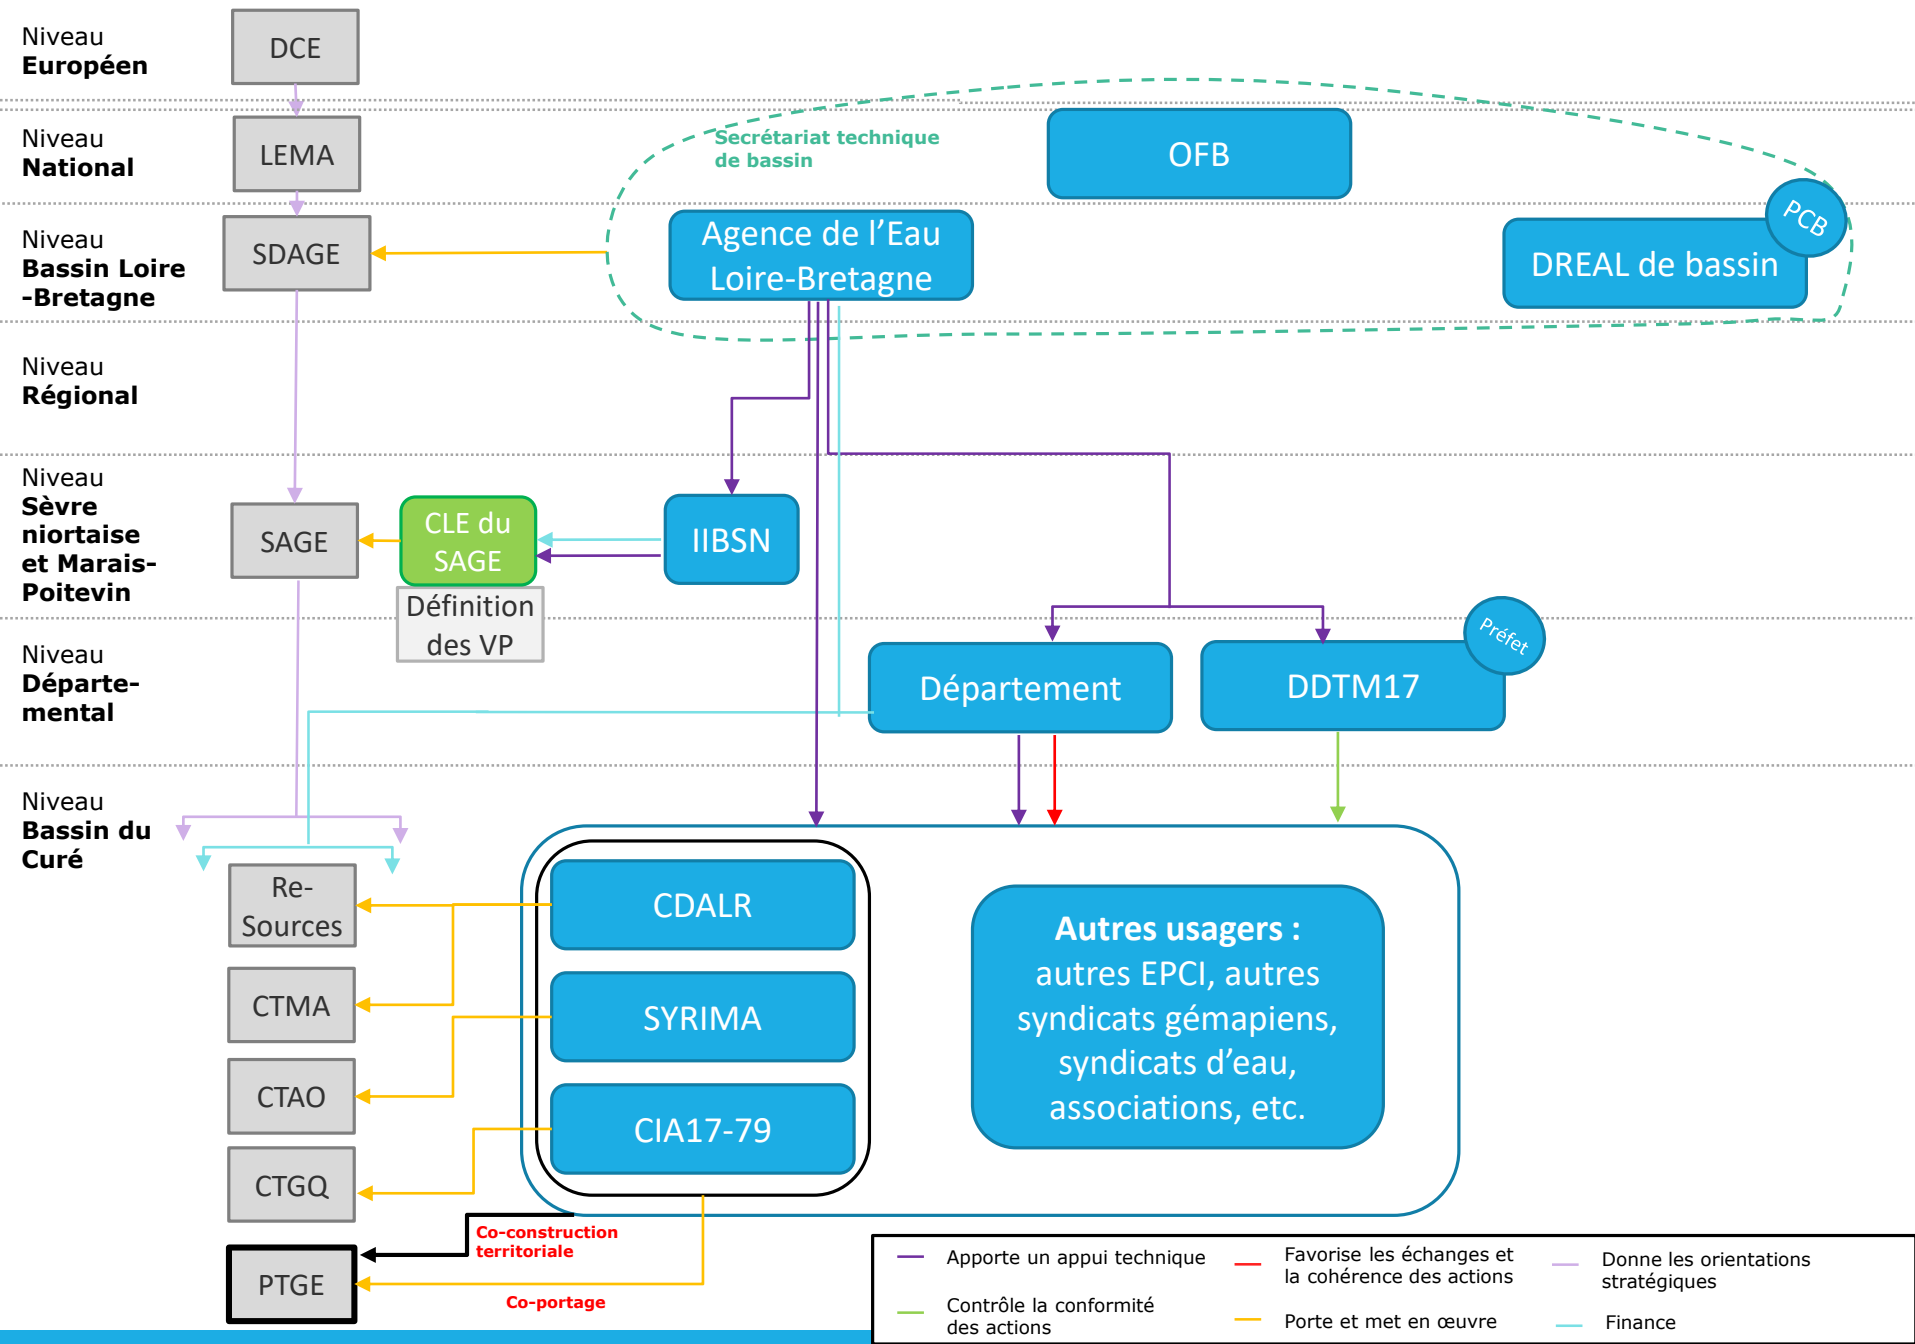 Niveau
Européen
DCE
Niveau
National
LEMA
Secrétariat technique
de bassin
OFB
PCB
Niveau
Bassin Loire
-Bretagne
SDAGE
Agence de l'Eau
Loire-Bretagne
DREAL de bassin
Niveau
Régional
Niveau
Sèvre
niortaise
et Marais-
Poitevin
SAGE
CLE du
SAGE
IIBSN
Définition
des VP
Niveau
Départe-
mental
Département
DDTM17
Préfet
Niveau
Bassin du
Curé
Re-
Sources
CTMA
CTAO
CTGQ
PTGE
CDALR
SYRIMA
CIA17-79
Autres usagers :
autres EPCI, autres
syndicats gémapiens,
syndicats d'eau,
associations, etc.
Co-construction
territoriale
Co-portage
Apporte un appui technique
Favorise les échanges et
la cohérence des actions
Donne les orientations
stratégiques
Contrôle la conformité
des actions
Porte et met en œuvre
Finance